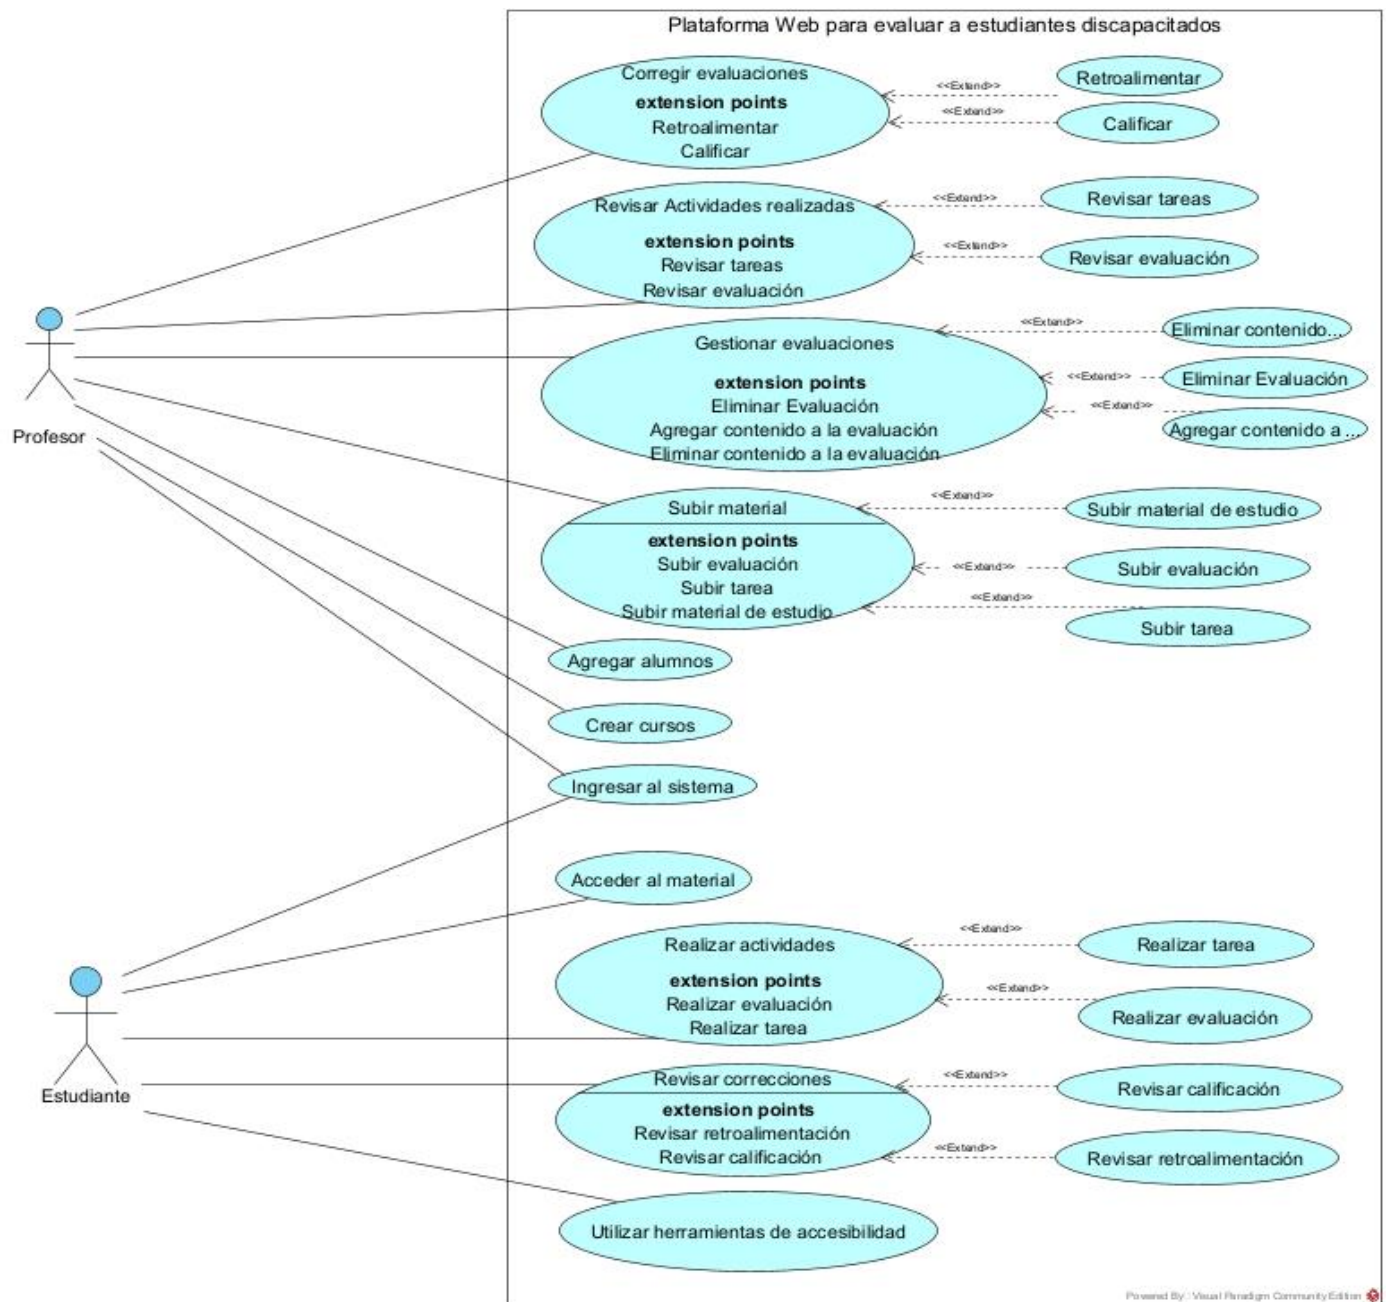 Plataforma Web para evaluar a estudiantes discapacitados
Corregir evaluaciones
extension points
Retroalimentar
Calificar
<<Extend>>
Retroalimentar
<<Extend>>
Calificar
Revisar Actividades realizadas
extension points
Revisar tareas
Revisar evaluación
<<Extend>>
Revisar tareas
<<Extend>>
Revisar evaluación
Profesor
Gestionar evaluaciones
extension points
Eliminar Evaluación
Agregar contenido a la evaluación
Eliminar contenido a la evaluación
<<Extend>>
Eliminar contenido...
<<Extend>>
Eliminar Evaluación
<<Extend>>
Agregar contenido a ...
Subir material
extension points
Subir evaluación
Subir tarea
Subir material de estudio
<<Extend>>
Subir material de estudio
<<Extend>>
Subir evaluación
<<Extend>>
Subir tarea
Agregar alumnos
Crear cursos
Ingresar al sistema
Acceder al material
Realizar actividades
extension points
Realizar evaluación
Realizar tarea
<<Extend>>
Realizar tarea
<<Extend>>
Realizar evaluación
Estudiante
Revisar correcciones
extension points
Revisar retroalimentación
Revisar calificación
<<Extend>>
Revisar calificación
<<Extend>>
Revisar retroalimentación
Utilizar herramientas de accesibilidad
Powered By: Visual Paradigm Community Edition